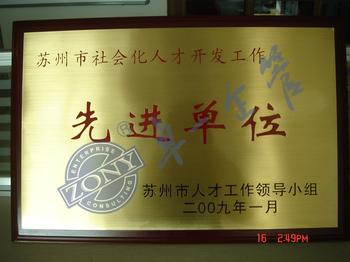 苏州市社会化人才开发工作
先进单位
ENTERPRISE
ZONY
CONSULTING
®
苏州市人才工作领导小组
二00九年一月
16 2:49PM